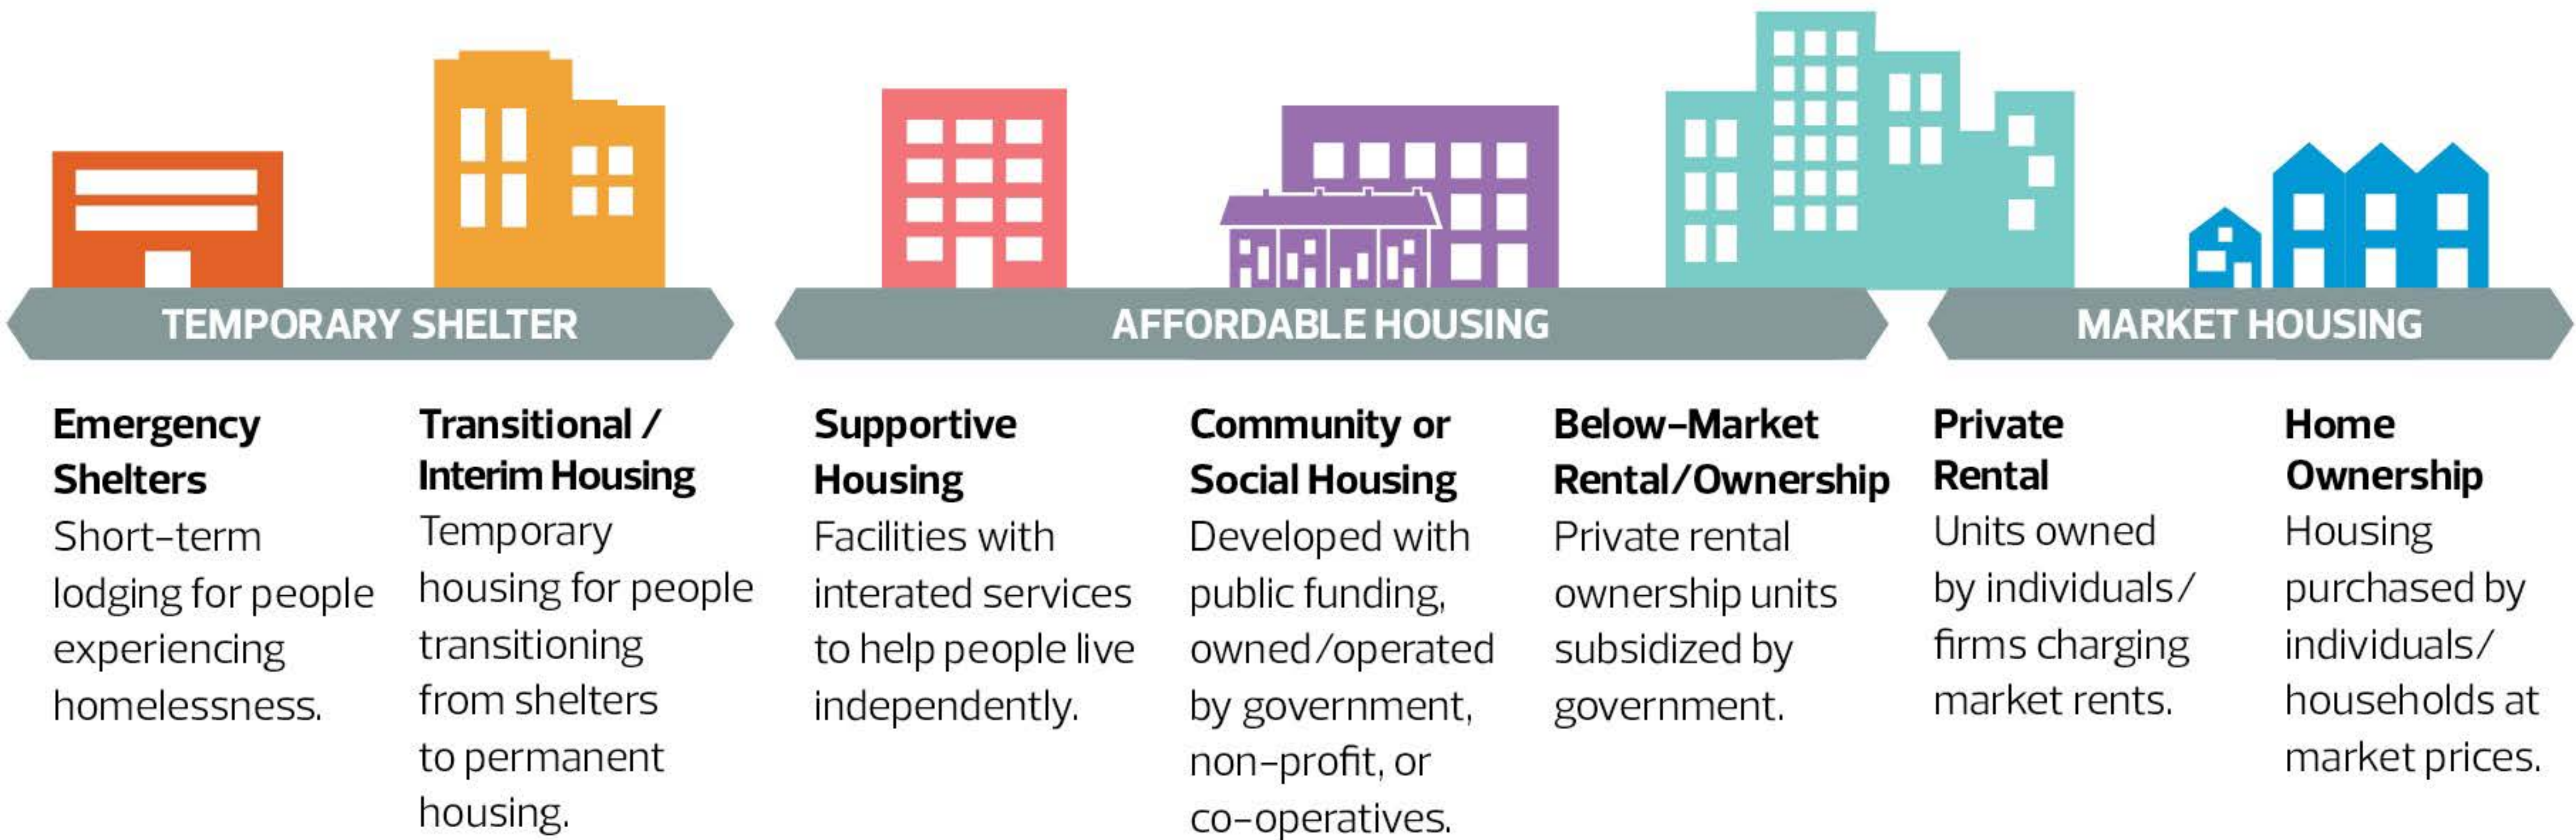 TEMPORARY SHELTER
AFFORDABLE HOUSING
MARKET HOUSING
Emergency
Shelters
Short-term
lodging for people
experiencing
homelessness.
Transitional /
Interim Housing
Temporary
housing for people
transitioning
from shelters
to permanent
housing.
Supportive
Housing
Facilities with
interated services
to help people live
independently.
Community or
Social Housing
Developed with
public funding,
owned/operated
by government,
non-profit, or
co-operatives.
Below-Market
Rental/Ownership
Private rental
ownership units
subsidized by
government.
Private
Rental
Units owned
by individuals/
firms charging
market rents.
Home
Ownership
Housing
purchased by
individuals/
households at
market prices.